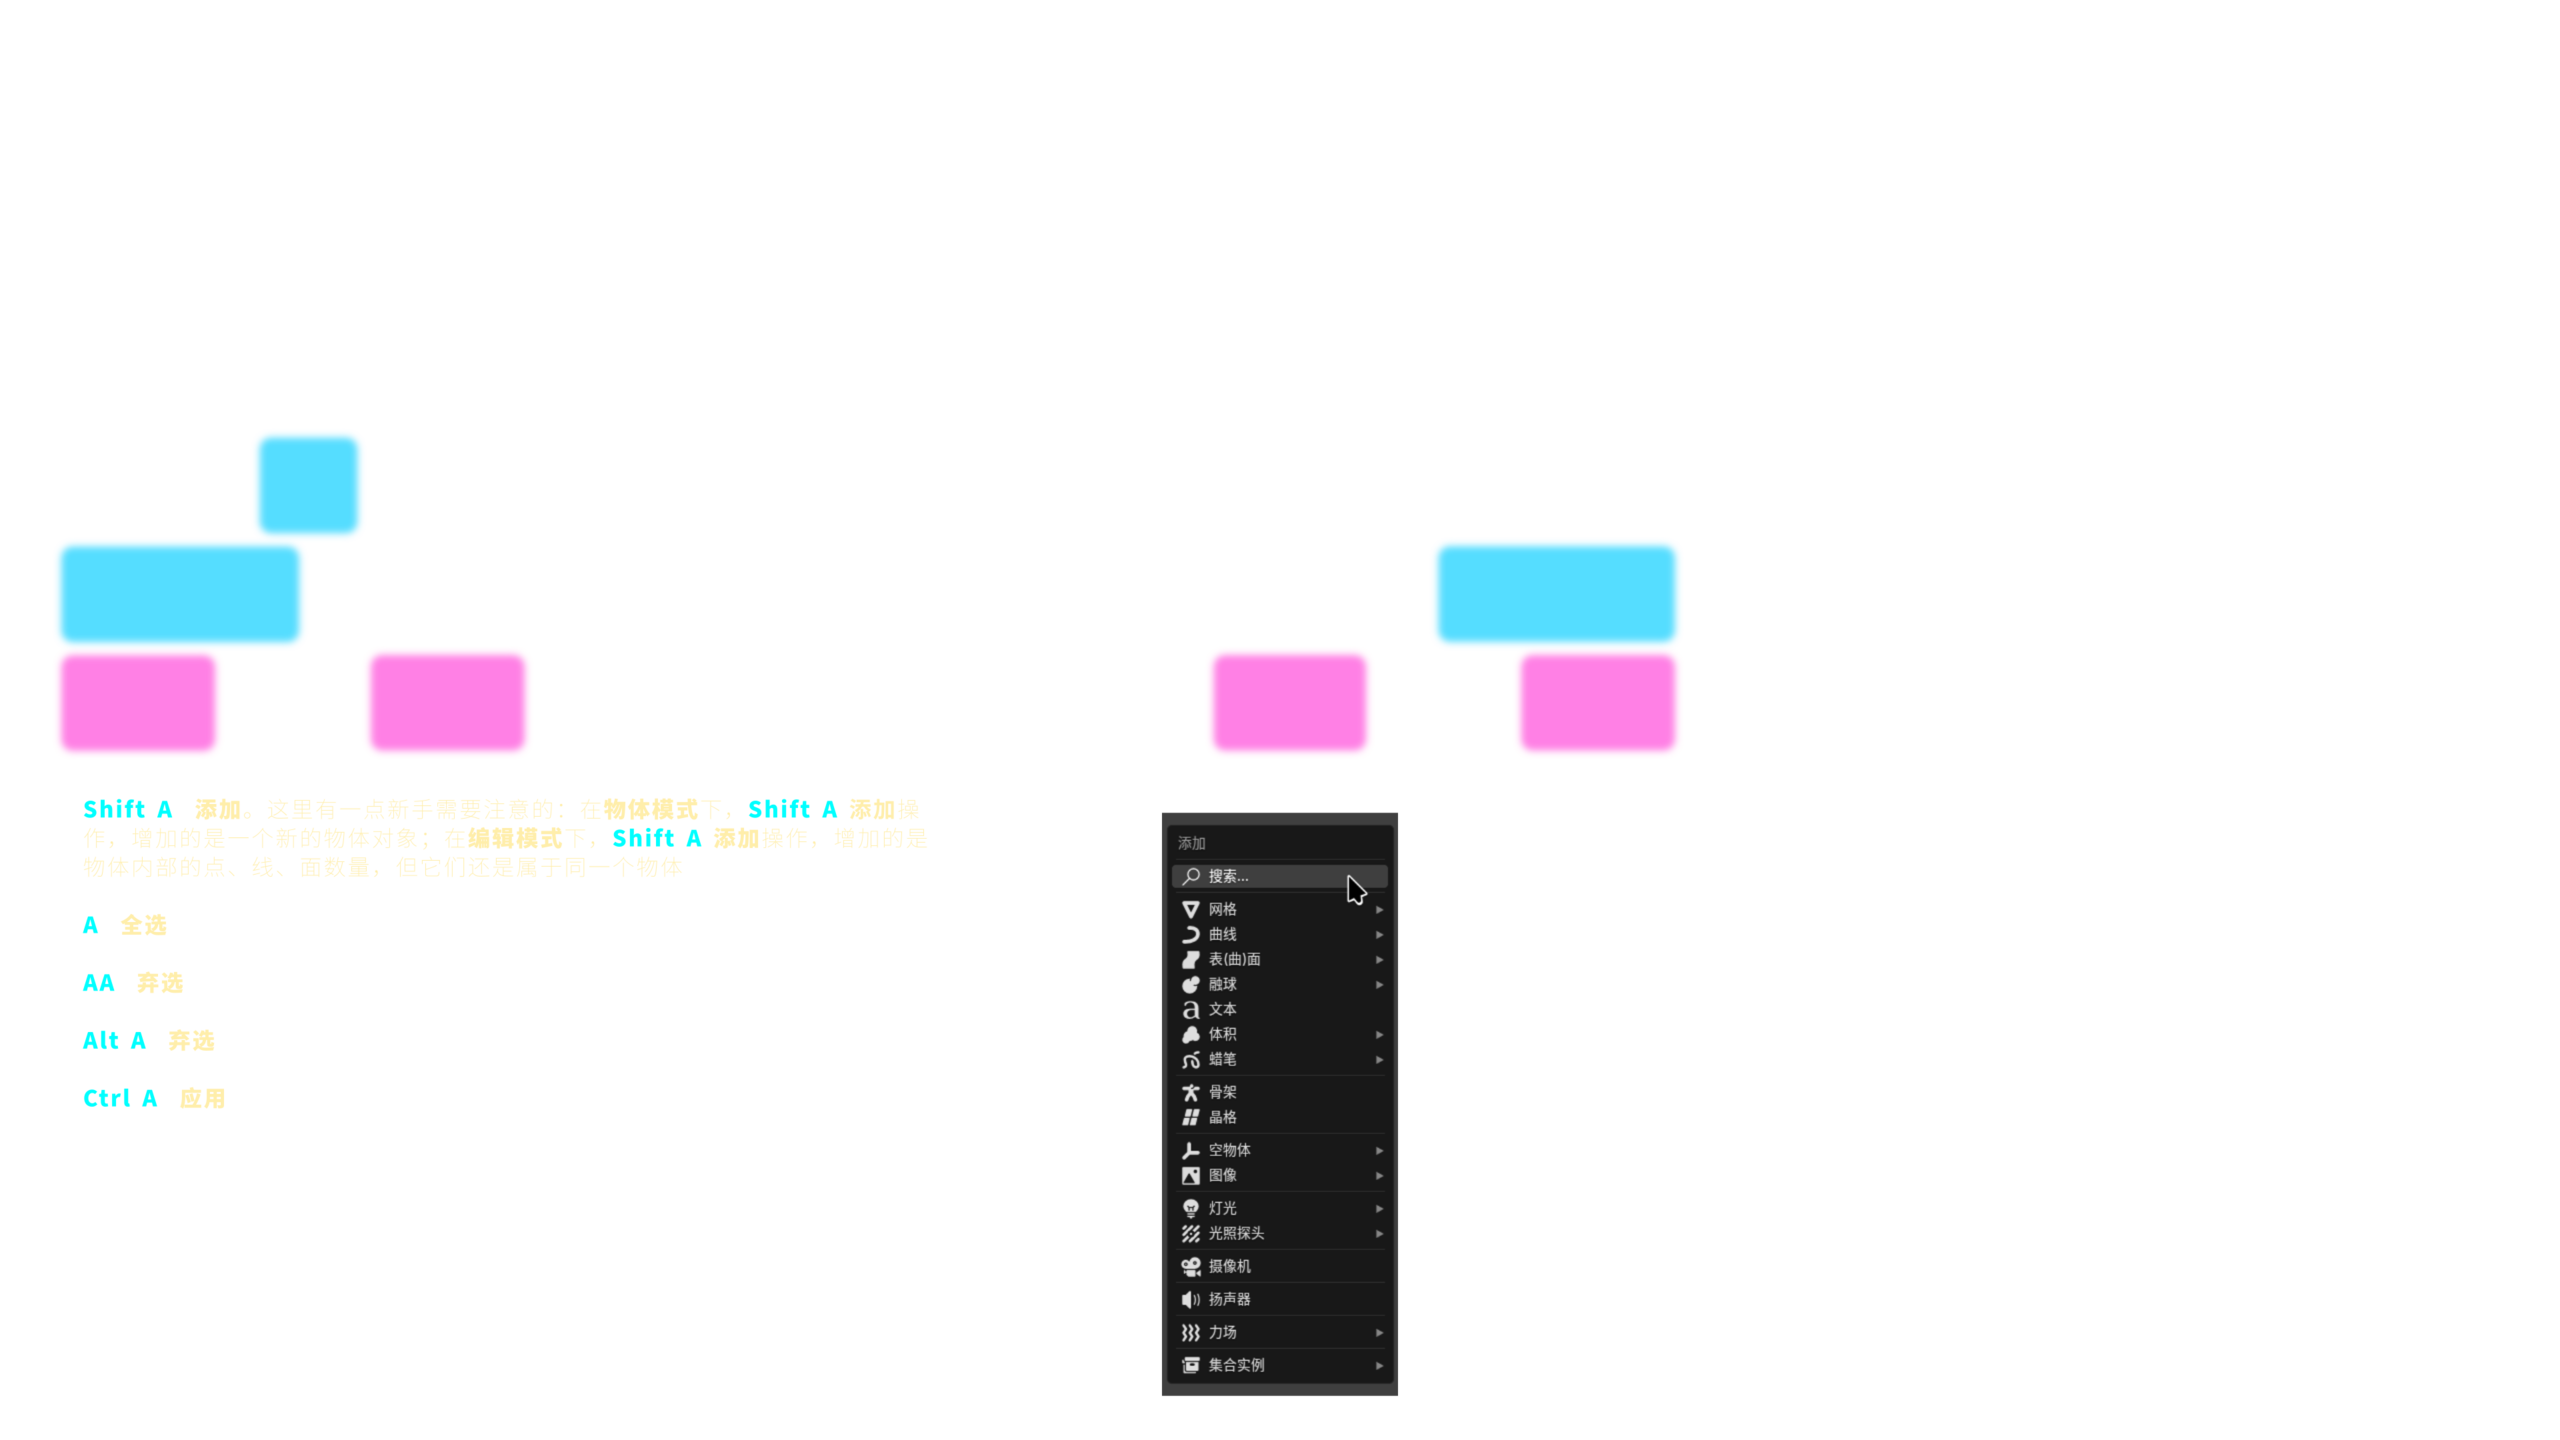 Shift A 添加。这里有一点新手需要注意的：在物体模式下，Shift A 添加操
作，增加的是一个新的物体对象；在编辑模式下，Shift A 添加操作，增加的是
物体内部的点、线、面数量，但它们还是属于同一个物体
A 全选
AA 弃选
Alt A 弃选
Ctrl A 应用
添加
搜索...
网格
曲线
表(曲)面
融球
文本
体积
蜡笔
骨架
晶格
空物体
图像
灯光
光照探头
摄像机
扬声器
力场
集合实例